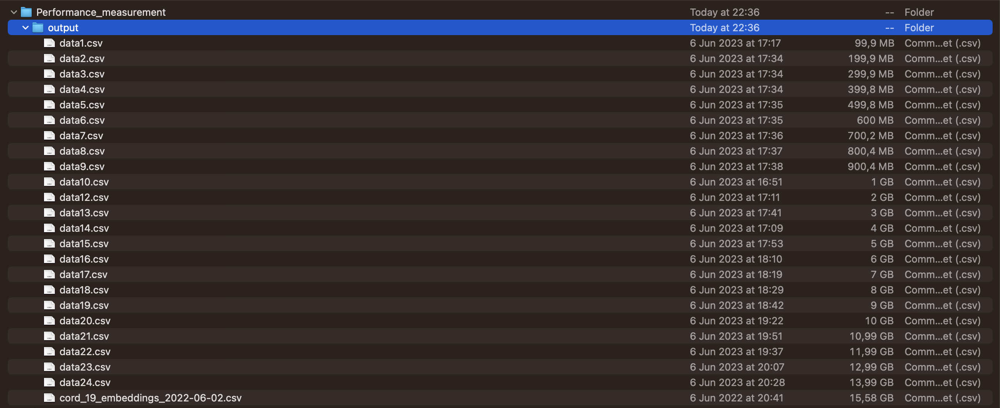 Performance_measurement Today at 22:36 -- Folder
output Today at 22:36 -- Folder
data1.csv 6 Jun 2023 at 17:17 99,9 MB Comm...et (.csv)
data2.csv 6 Jun 2023 at 17:34 199,9 MB Comm...et (.csv)
data3.csv 6 Jun 2023 at 17:34 299,9 MB Comm...et (.csv)
data4.csv 6 Jun 2023 at 17:34 399,8 MB Comm...et (.csv)
data5.csv 6 Jun 2023 at 17:35 499,8 MB Comm...et (.csv)
data6.csv 6 Jun 2023 at 17:35 600 MB Comm...et (.csv)
data7.csv 6 Jun 2023 at 17:36 700,2 MB Comm...et (.csv)
data8.csv 6 Jun 2023 at 17:37 800,4 MB Comm...et (.csv)
data9.csv 6 Jun 2023 at 17:38 900,4 MB Comm...et (.csv)
data10.csv 6 Jun 2023 at 16:51 1 GB Comm...et (.csv)
data12.csv 6 Jun 2023 at 17:11 2 GB Comm...et (.csv)
data13.csv 6 Jun 2023 at 17:41 3 GB Comm...et (.csv)
data14.csv 6 Jun 2023 at 17:09 4 GB Comm...et (.csv)
data15.csv 6 Jun 2023 at 17:53 5 GB Comm...et (.csv)
data16.csv 6 Jun 2023 at 18:10 6 GB Comm...et (.csv)
data17.csv 6 Jun 2023 at 18:19 7 GB Comm...et (.csv)
data18.csv 6 Jun 2023 at 18:29 8 GB Comm...et (.csv)
data19.csv 6 Jun 2023 at 18:42 9 GB Comm...et (.csv)
data20.csv 6 Jun 2023 at 19:22 10 GB Comm...et (.csv)
data21.csv 6 Jun 2023 at 19:51 10,99 GB Comm...et (.csv)
data22.csv 6 Jun 2023 at 19:37 11,99 GB Comm...et (.csv)
data23.csv 6 Jun 2023 at 20:07 12,99 GB Comm...et (.csv)
data24.csv 6 Jun 2023 at 20:28 13,99 GB Comm...et (.csv)
cord_19_embeddings_2022-06-02.csv 6 Jun 2022 at 20:41 15,58 GB Comm...et (.csv)